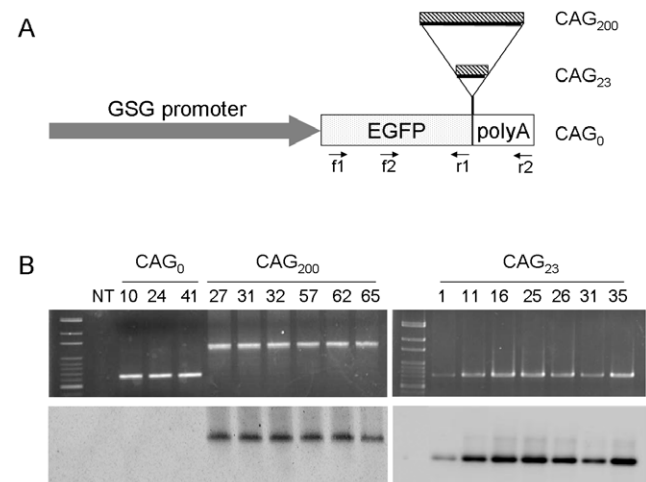 A
CAG200
CAG23
GSG promoter
EGFP
polyA
CAG0
f1 f2 r1 r2
B
CAG0 CAG200 CAG23
NT 10 24 41 27 31 32 57 62 65 1 11 16 25 26 31 35